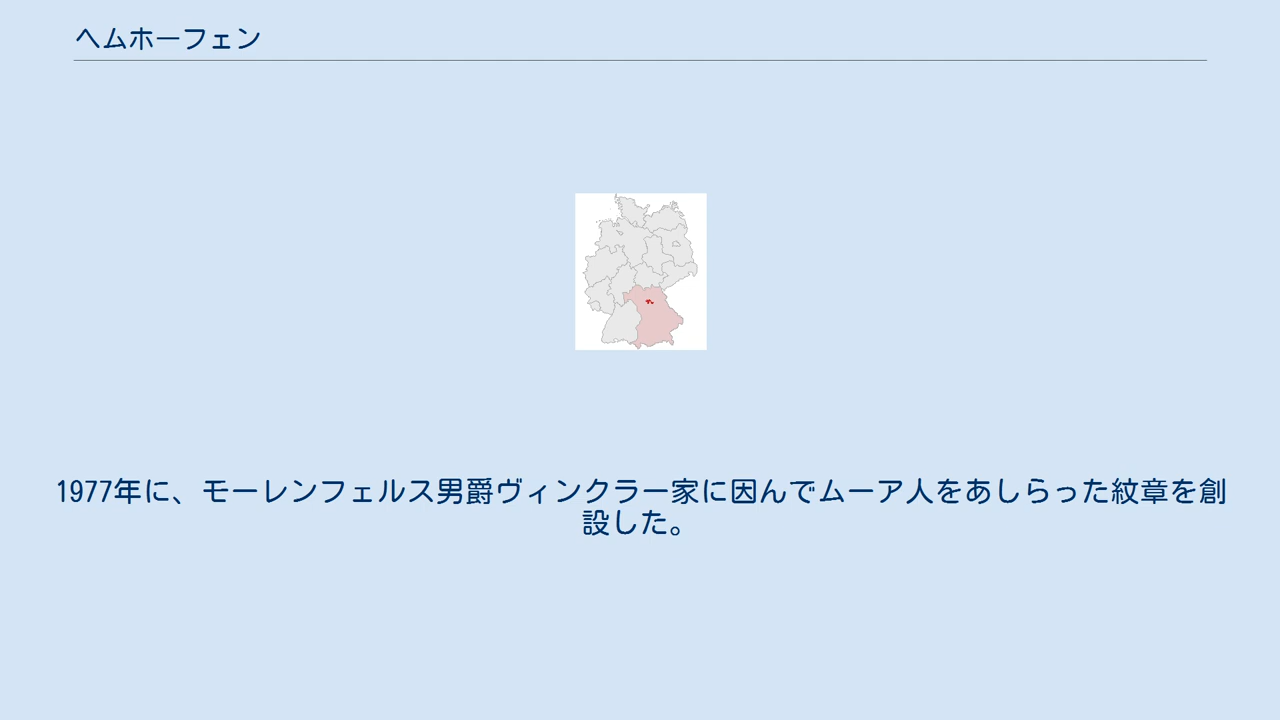 ヘムホーフェン
1977年に、モーレンフェルス男爵ヴィンクラー家に因んでムーア人をあしらった紋章を創
設した。